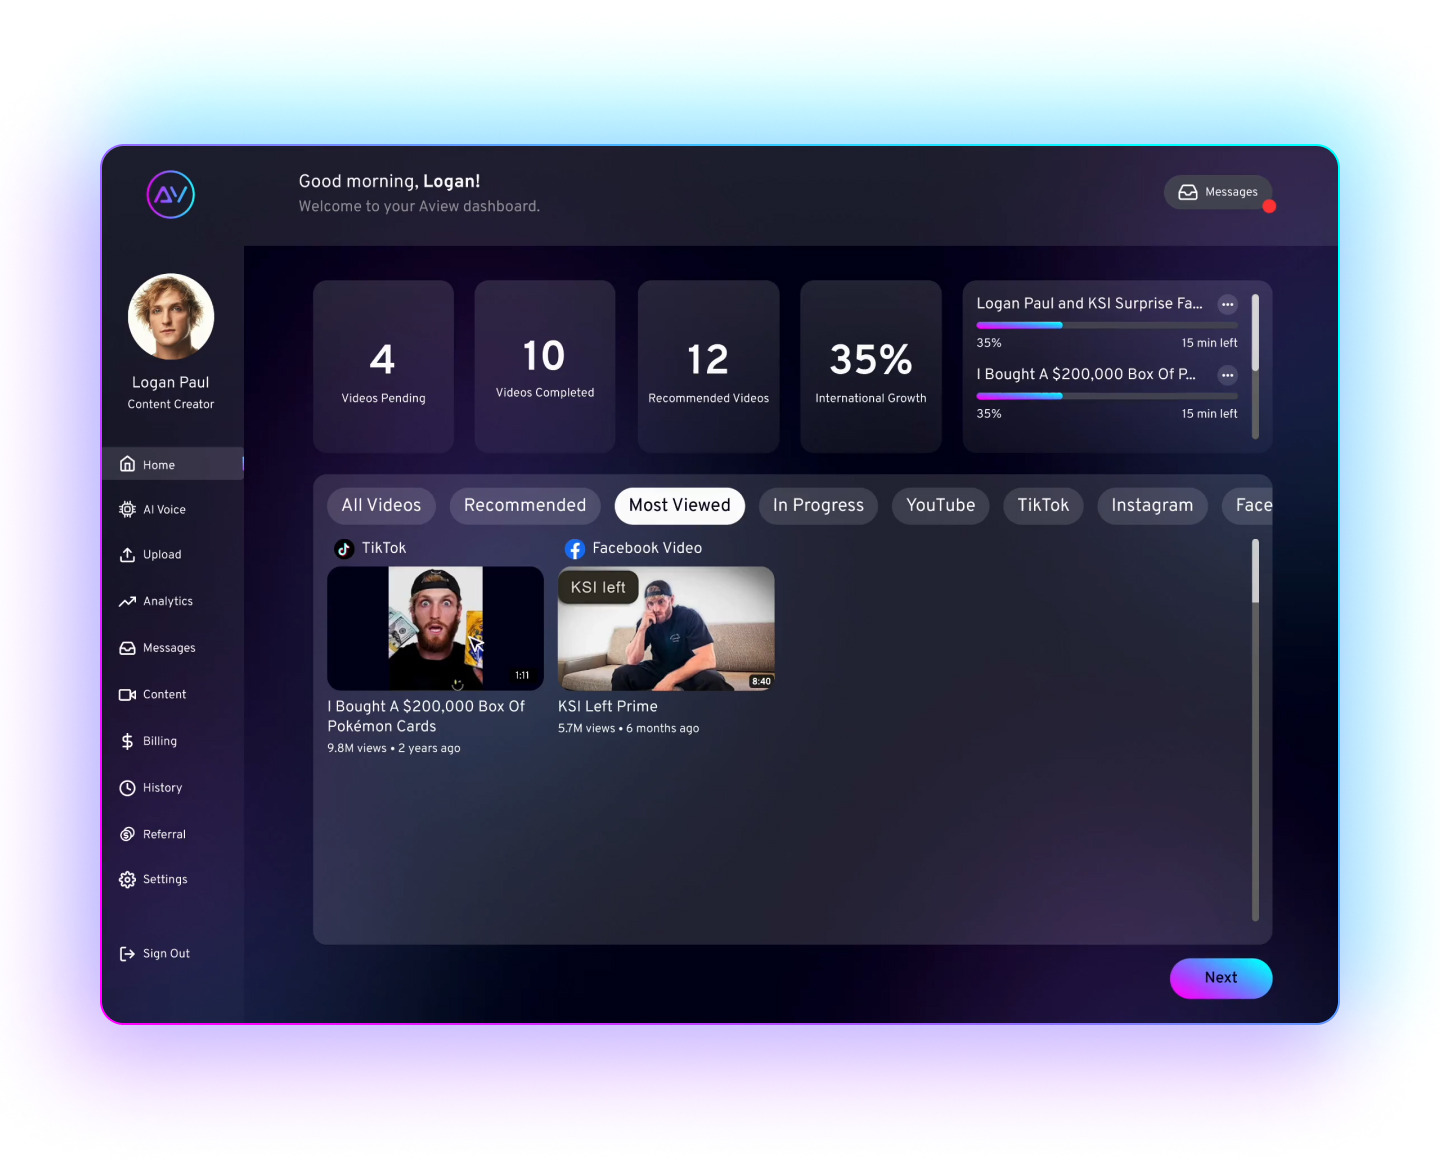 AV
Good morning, Logan!
Welcome to your Aview dashboard.
Messages
Logan Paul
Content Creator
Home
AI Voice
Upload
Analytics
Messages
Content
Billing
History
Referral
Settings
Sign Out
4
Videos Pending
10
Videos Completed
12
Recommended Videos
35%
International Growth
Logan Paul and KSI Surprise Fa...
35% 15 min left
I Bought A $200,000 Box Of P...
35% 15 min left
All Videos Recommended Most Viewed In Progress YouTube TikTok Instagram Face
TikTok
1:11
I Bought A $200,000 Box Of
Pokémon Cards
9.8M views • 2 years ago
Facebook Video
KSI left
8:40
KSI Left Prime
5.7M views • 6 months ago
Next